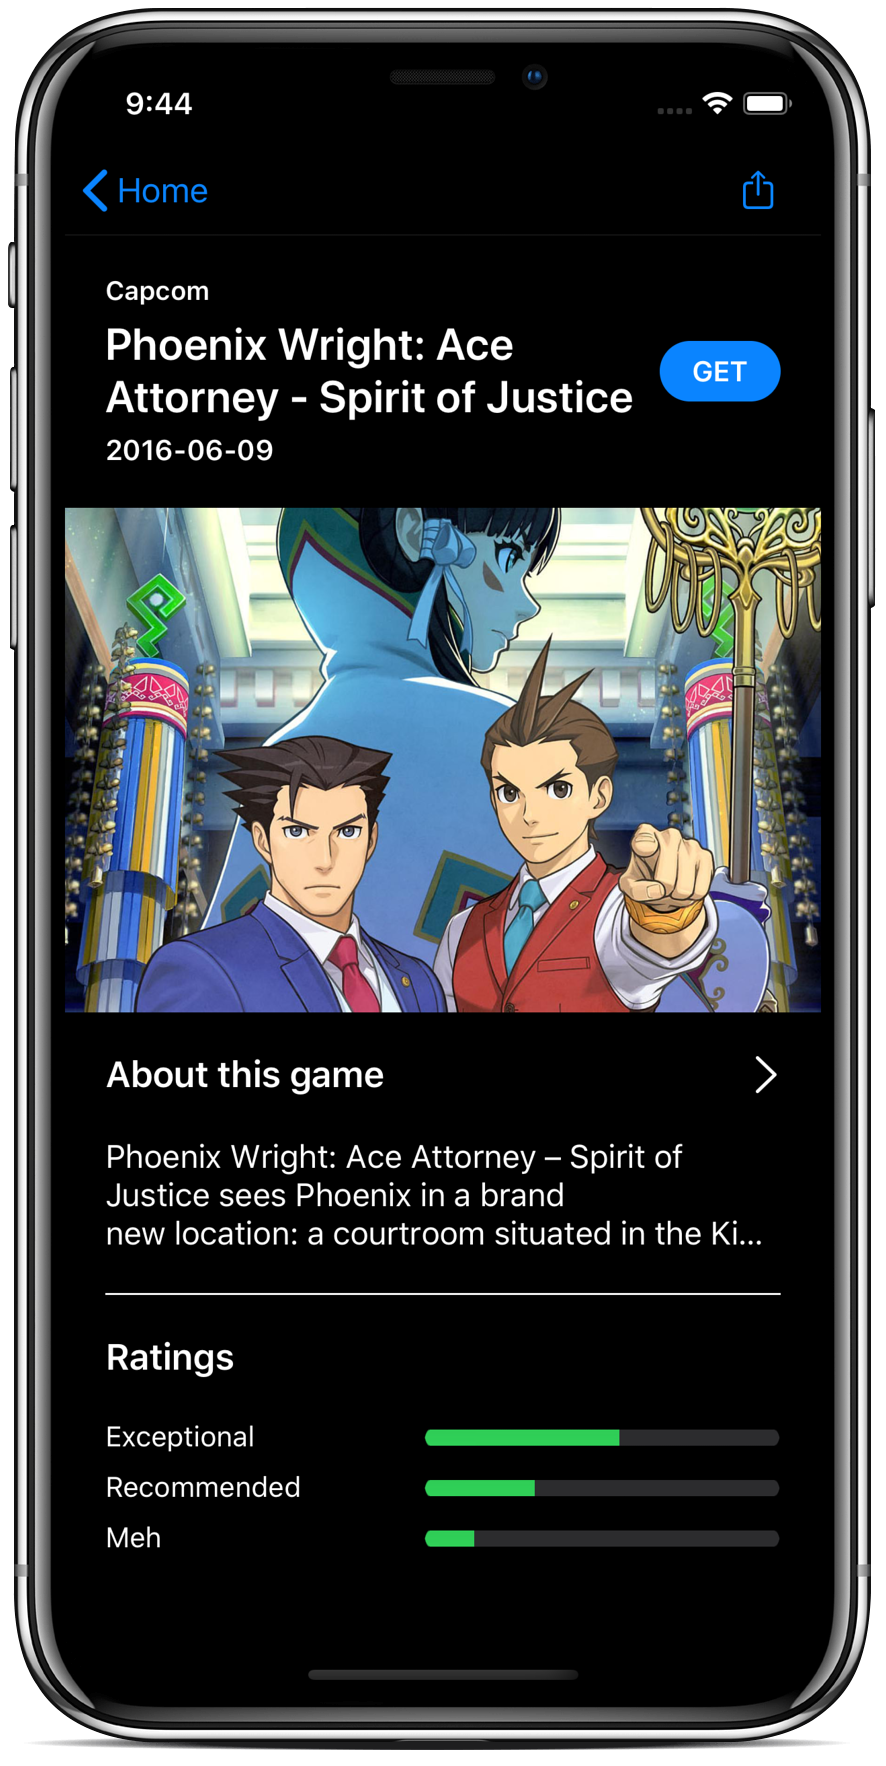 9:44
Home
Capcom
Phoenix Wright: Ace
Attorney - Spirit of Justice
GET
2016-06-09
About this game
Phoenix Wright: Ace Attorney – Spirit of
Justice sees Phoenix in a brand
new location: a courtroom situated in the Ki...
Ratings
Exceptional
Recommended
Meh